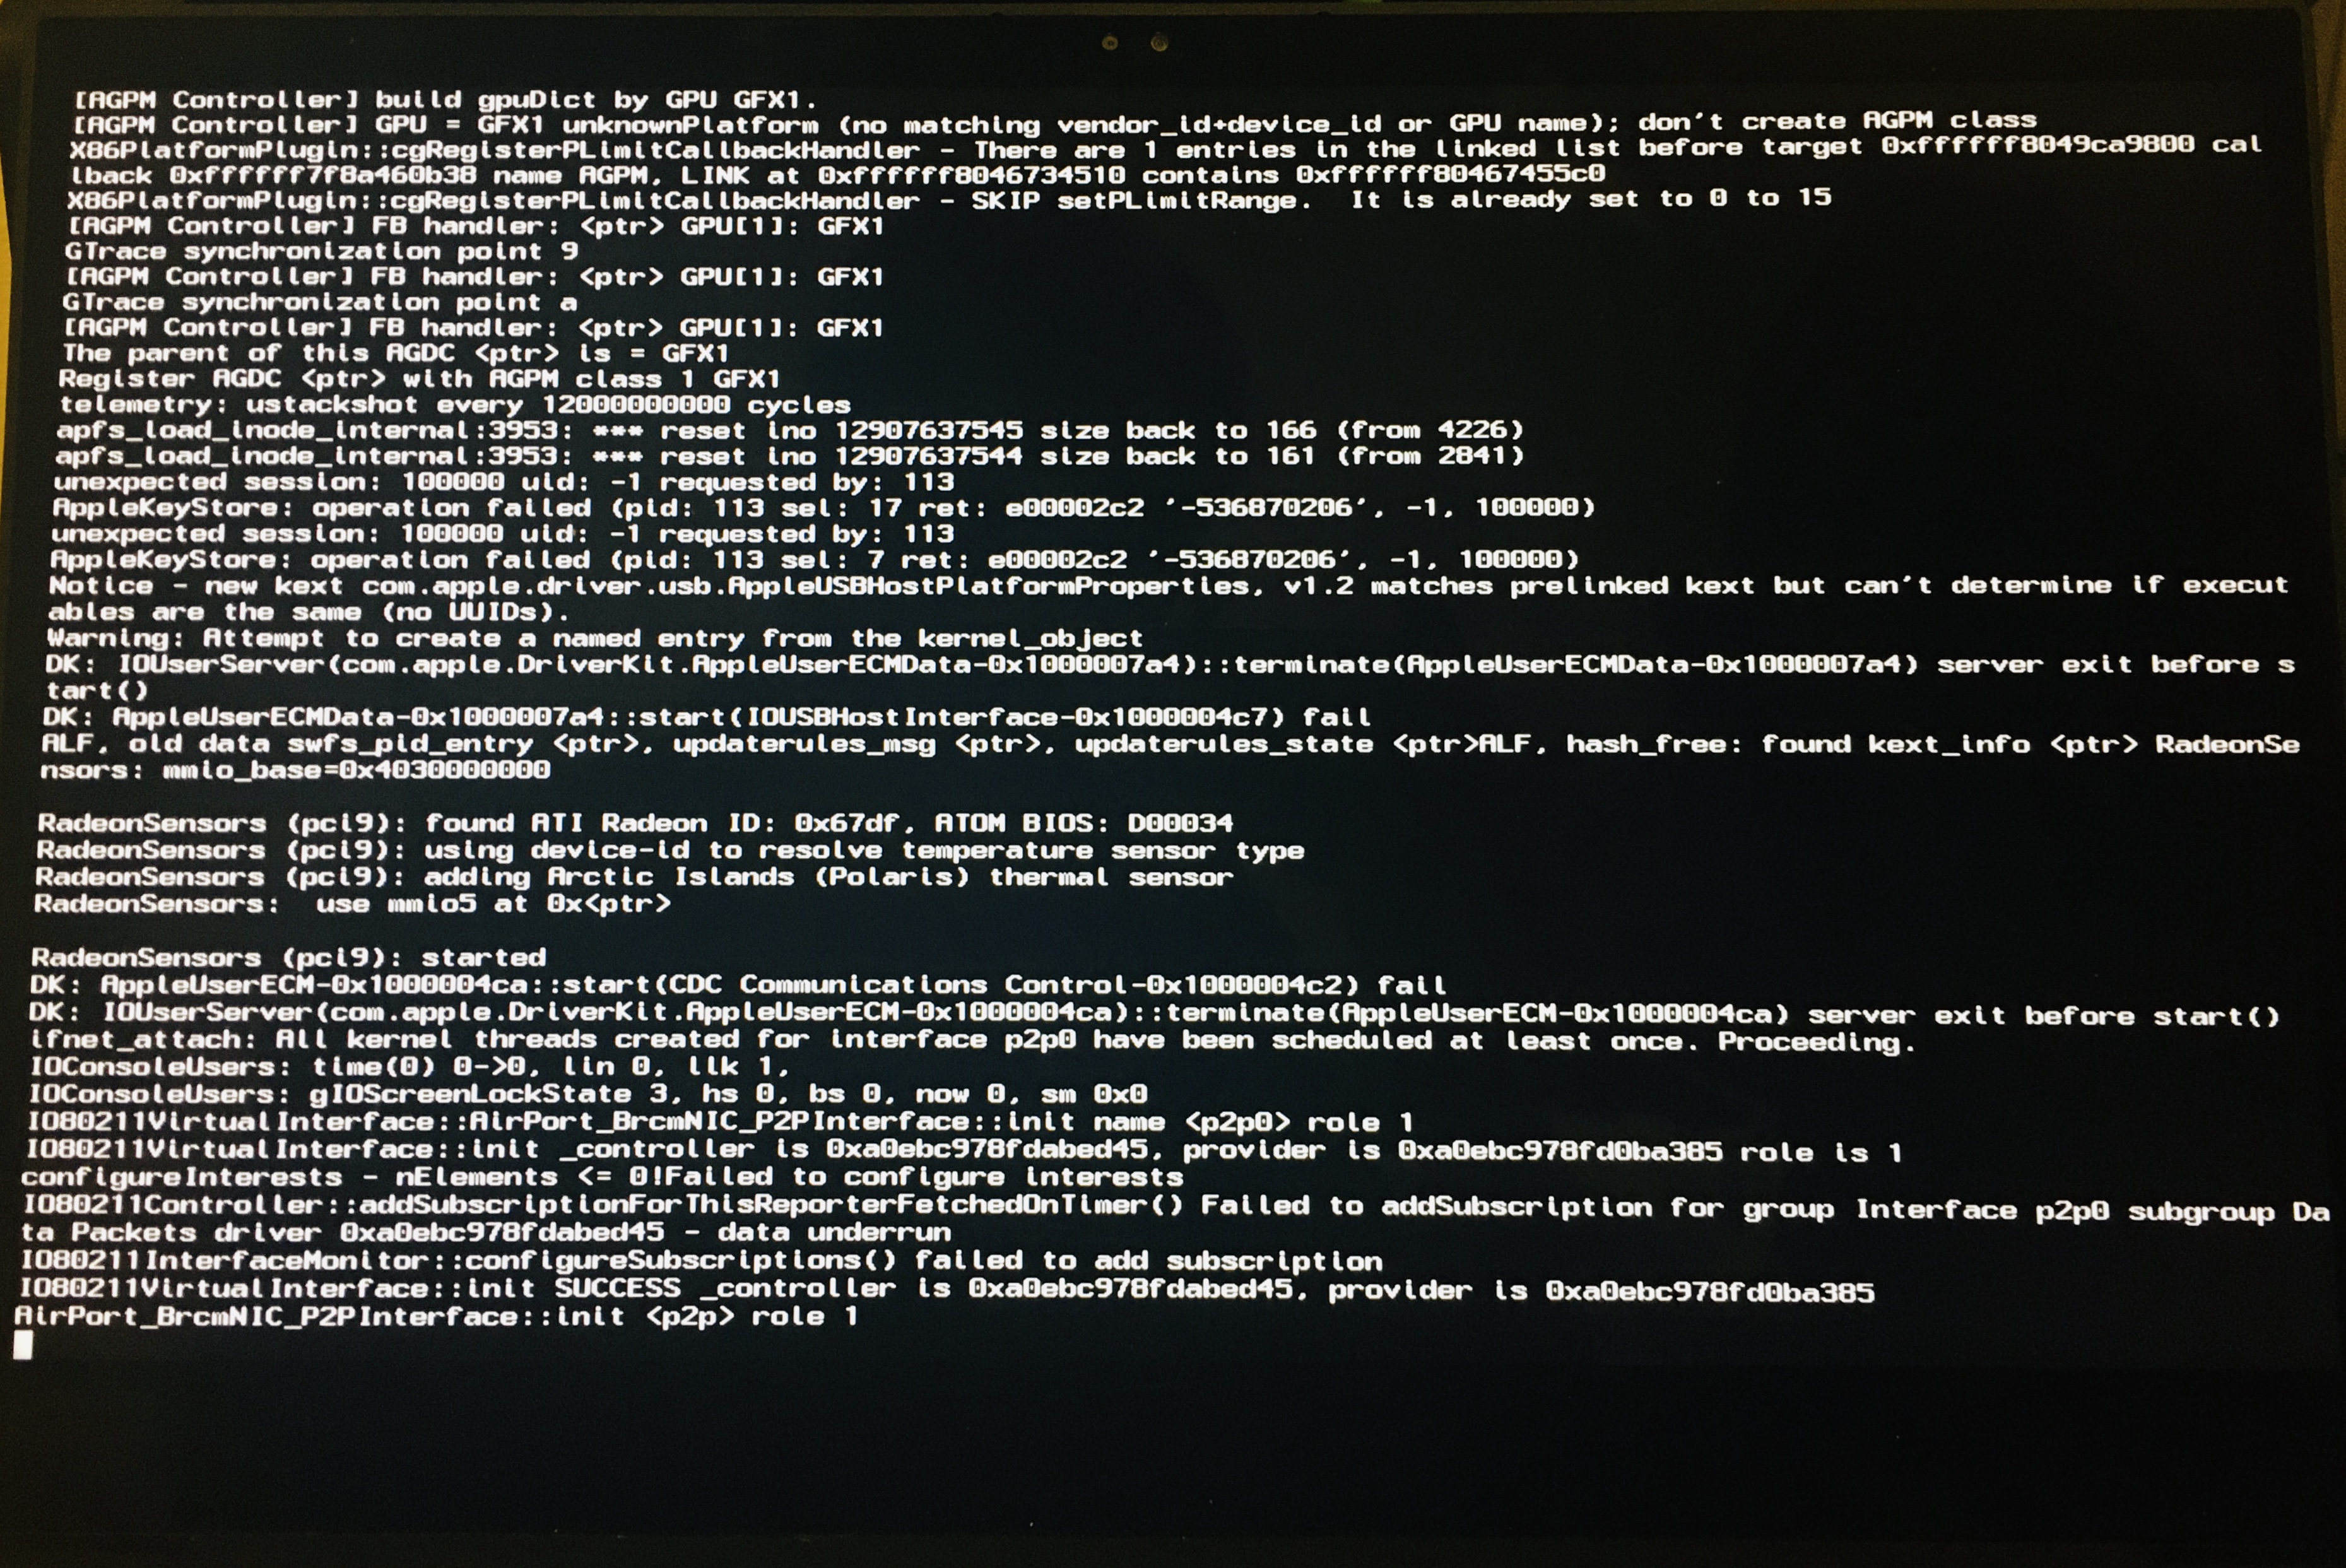 [AGPM Controller] build gpuDict by GPU GFX1.
[AGPM Controller] GPU = GFX1 unknownPlatform (no matching vendor_id+device_id or GPU name); don't create AGPM class
X86PlatformPlugin::cgRegisterPLimitCallbackHandler - There are 1 entries in the linked list before target 0xffffff8049ca9800 cal
lback 0xffffff7f8a460b38 name AGPM, LINK at 0xffffff8046734510 contains 0xffffff80467455c0
X86PlatformPlugin::cgRegisterPLimitCallbackHandler - SKIP setPLimitRange.  It is already set to 0 to 15
[AGPM Controller] FB handler: <ptr> GPU[1]: GFX1
GTrace synchronization point 9
[AGPM Controller] FB handler: <ptr> GPU[1]: GFX1
GTrace synchronization point a
[AGPM Controller] FB handler: <ptr> GPU[1]: GFX1
The parent of this AGDC <ptr> is = GFX1
Register AGDC <ptr> with AGPM class 1 GFX1
telemetry: ustackshot every 12000000000 cycles
apfs_load_inode_internal:3953: *** reset ino 12907637545 size back to 166 (from 4226)
apfs_load_inode_internal:3953: *** reset ino 12907637544 size back to 161 (from 2841)
unexpected session: 100000 uid: -1 requested by: 113
AppleKeyStore: operation failed (pid: 113 sel: 17 ret: e00002c2 '-536870206', -1, 100000)
unexpected session: 100000 uid: -1 requested by: 113
AppleKeyStore: operation failed (pid: 113 sel: 7 ret: e00002c2 '-536870206', -1, 100000)
Notice - new kext com.apple.driver.usb.AppleUSBHostPlatformProperties, v1.2 matches prelinked kext but can't determine if execut
ables are the same (no UUIDs).
Warning: Attempt to create a named entry from the kernel_object
DK: IOUserServer(com.apple.DriverKit.AppleUserECMData-0x1000007a4)::terminate(AppleUserECMData-0x1000007a4) server exit before s
tart()
DK: AppleUserECMData-0x1000007a4::start(IOUSBHostInterface-0x1000004c7) fail
ALF, old data swfs_pid_entry <ptr>, updaterules_msg <ptr>, updaterules_state <ptr>ALF, hash_free: found kext_info <ptr> RadeonSe
nsors: mmio_base=0x4030000000
RadeonSensors (pci9): found ATI Radeon ID: 0x67df, ATOM BIOS: D00034
RadeonSensors (pci9): using device-id to resolve temperature sensor type
RadeonSensors (pci9): adding Arctic Islands (Polaris) thermal sensor
RadeonSensors:  use mmio5 at 0x<ptr>
RadeonSensors (pci9): started
DK: AppleUserECM-0x1000004ca::start(CDC Communications Control-0x1000004c2) fail
DK: IOUserServer(com.apple.DriverKit.AppleUserECM-0x1000004ca)::terminate(AppleUserECM-0x1000004ca) server exit before start()
ifnet_attach: All kernel threads created for interface p2p0 have been scheduled at least once. Proceeding.
IOConsoleUsers: time(0) 0->0, lin 0, llk 1,
IOConsoleUsers: gIOScreenLockState 3, hs 0, bs 0, now 0, sm 0x0
IO80211VirtualInterface::AirPort_BrcmNIC_P2PInterface::init name <p2p0> role 1
IO80211VirtualInterface::init _controller is 0xa0ebc978fdabed45, provider is 0xa0ebc978fd0ba385 role is 1
configureInterests - nElements <= 0!Failed to configure interests
IO80211Controller::addSubscriptionForThisReporterFetchedOnTimer() Failed to addSubscription for group Interface p2p0 subgroup Da
ta Packets driver 0xa0ebc978fdabed45 - data underrun
IO80211InterfaceMonitor::configureSubscriptions() failed to add subscription
IO80211VirtualInterface::init SUCCESS _controller is 0xa0ebc978fdabed45, provider is 0xa0ebc978fd0ba385
AirPort_BrcmNIC_P2PInterface::init <p2p> role 1